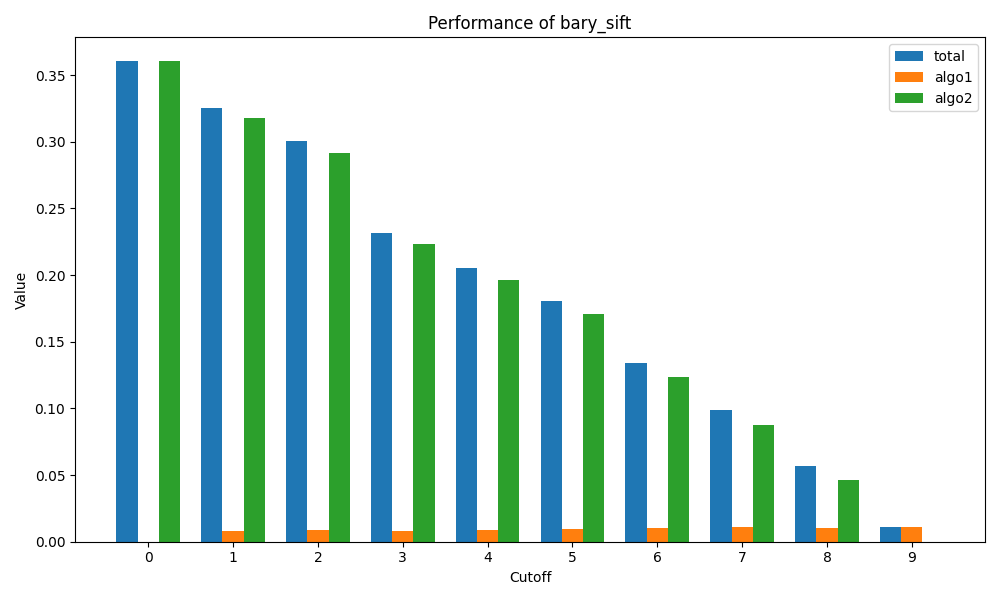 Performance of bary_sift
total
algo1
algo2
Value
0.35
0.30
0.25
0.20
0.15
0.10
0.05
0.00
0 1 2 3 4 5 6 7 8 9
Cutoff